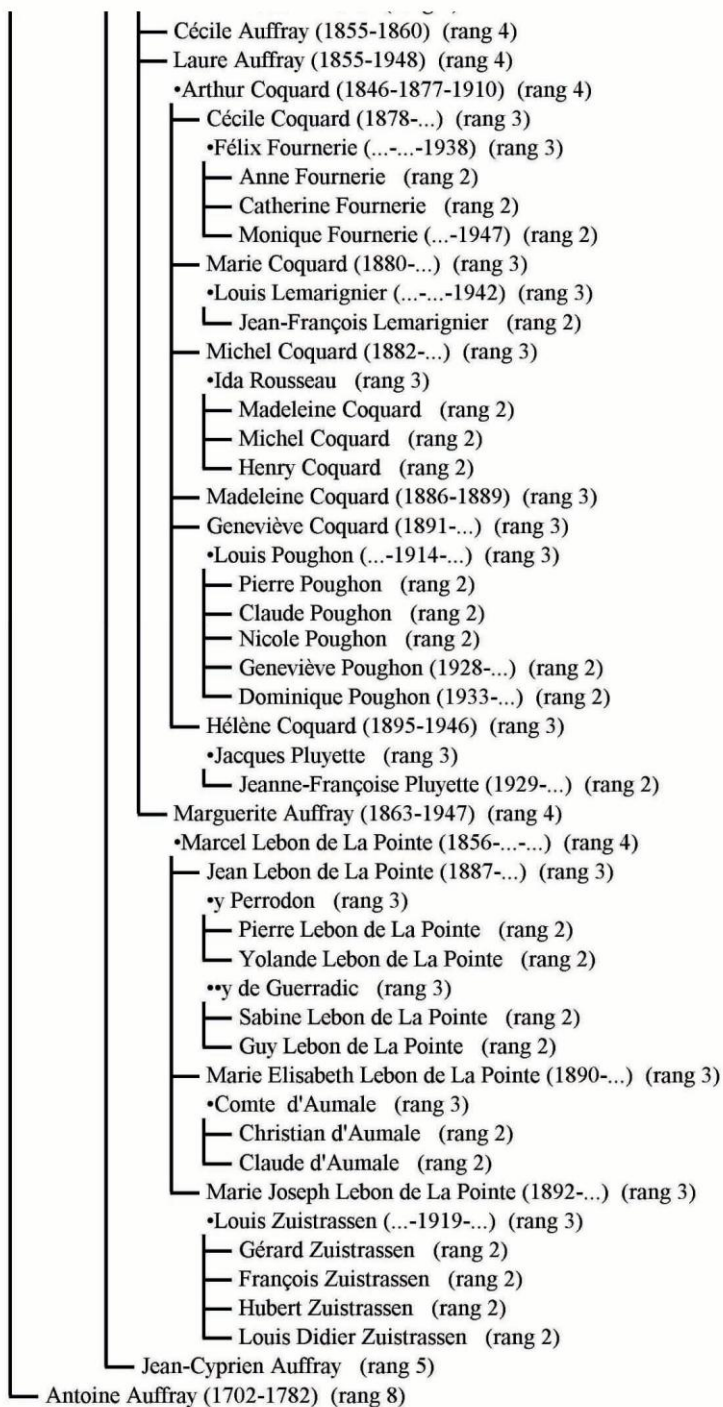 Cécile Auffray (1855-1860) (rang 4)
Laure Auffray (1855-1948) (rang 4)
•Arthur Coquard (1846-1877-1910) (rang 4)
Cécile Coquard (1878-...) (rang 3)
•Félix Fournerie (...-...-1938) (rang 3)
Anne Fournerie (rang 2)
Catherine Fournerie (rang 2)
Monique Fournerie (...-1947) (rang 2)
Marie Coquard (1880-...) (rang 3)
•Louis Lemarignier (...-...-1942) (rang 3)
Jean-François Lemarignier (rang 2)
Michel Coquard (1882-...) (rang 3)
•Ida Rousseau (rang 3)
Madeleine Coquard (rang 2)
Michel Coquard (rang 2)
Henry Coquard (rang 2)
Madeleine Coquard (1886-1889) (rang 3)
Geneviève Coquard (1891-...) (rang 3)
•Louis Poughon (...-1914-...) (rang 3)
Pierre Poughon (rang 2)
Claude Poughon (rang 2)
Nicole Poughon (rang 2)
Geneviève Poughon (1928-...) (rang 2)
Dominique Poughon (1933-...) (rang 2)
Hélène Coquard (1895-1946) (rang 3)
•Jacques Pluyette (rang 3)
Jeanne-Françoise Pluyette (1929-...) (rang 2)
Marguerite Auffray (1863-1947) (rang 4)
•Marcel Lebon de La Pointe (1856-...-...) (rang 4)
Jean Lebon de La Pointe (1887-...) (rang 3)
•y Perrodon (rang 3)
Pierre Lebon de La Pointe (rang 2)
Yolande Lebon de La Pointe (rang 2)
••y de Guerradic (rang 3)
Sabine Lebon de La Pointe (rang 2)
Guy Lebon de La Pointe (rang 2)
Marie Elisabeth Lebon de La Pointe (1890-...) (rang 3)
•Comte d'Aumale (rang 3)
Christian d'Aumale (rang 2)
Claude d'Aumale (rang 2)
Marie Joseph Lebon de La Pointe (1892-...) (rang 3)
•Louis Zuistrassen (...-1919-...) (rang 3)
Gérard Zuistrassen (rang 2)
François Zuistrassen (rang 2)
Hubert Zuistrassen (rang 2)
Louis Didier Zuistrassen (rang 2)
Jean-Cyprien Auffray (rang 5)
Antoine Auffray (1702-1782) (rang 8)